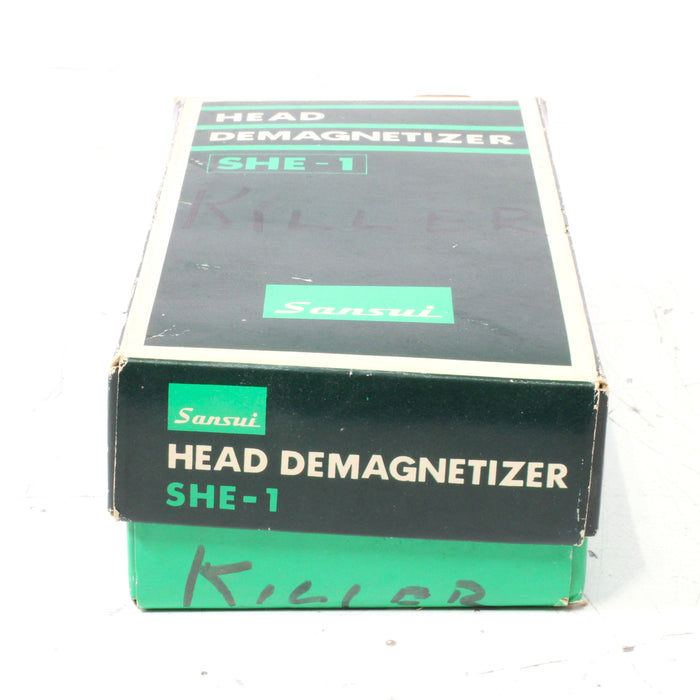 HEAD
DEMAGNETIZER
SHE-1
KILLER
Sansui
Sansui
HEAD DEMAGNETIZER
SHE-1
KILLER